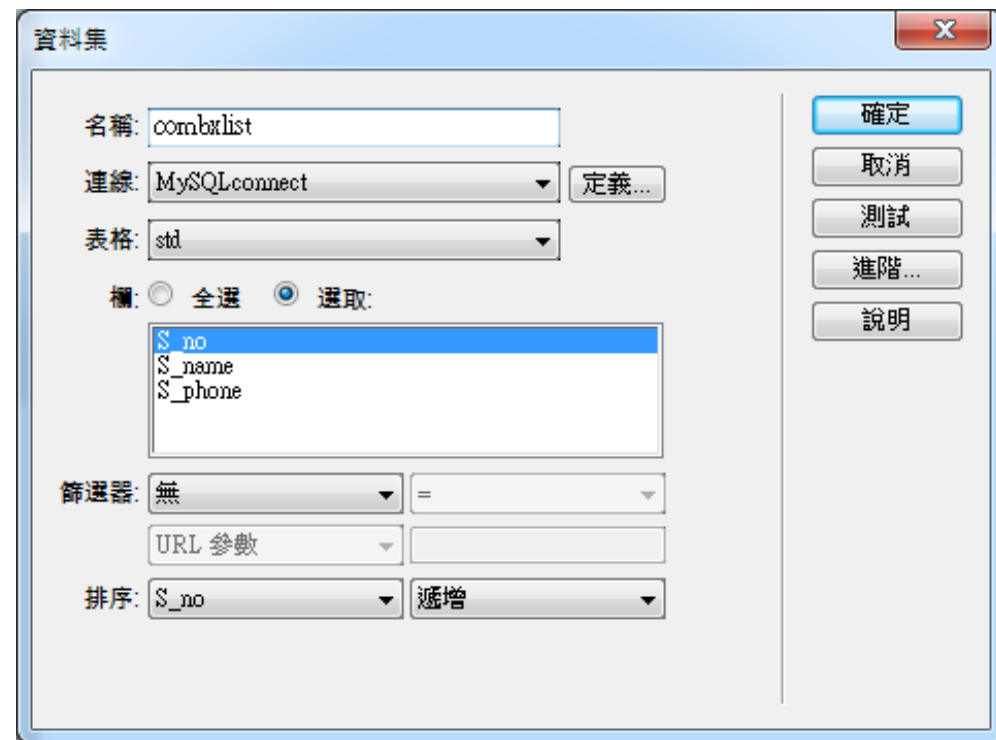 資料集
名稱: combxlist
連線: MySQLconnect 定義...
表格: std
欄: 全選 選取:
S_no
S_name
S_phone
篩選器: 無 =
URL 參數
排序: S_no 遞增
確定
取消
測試
進階...
說明